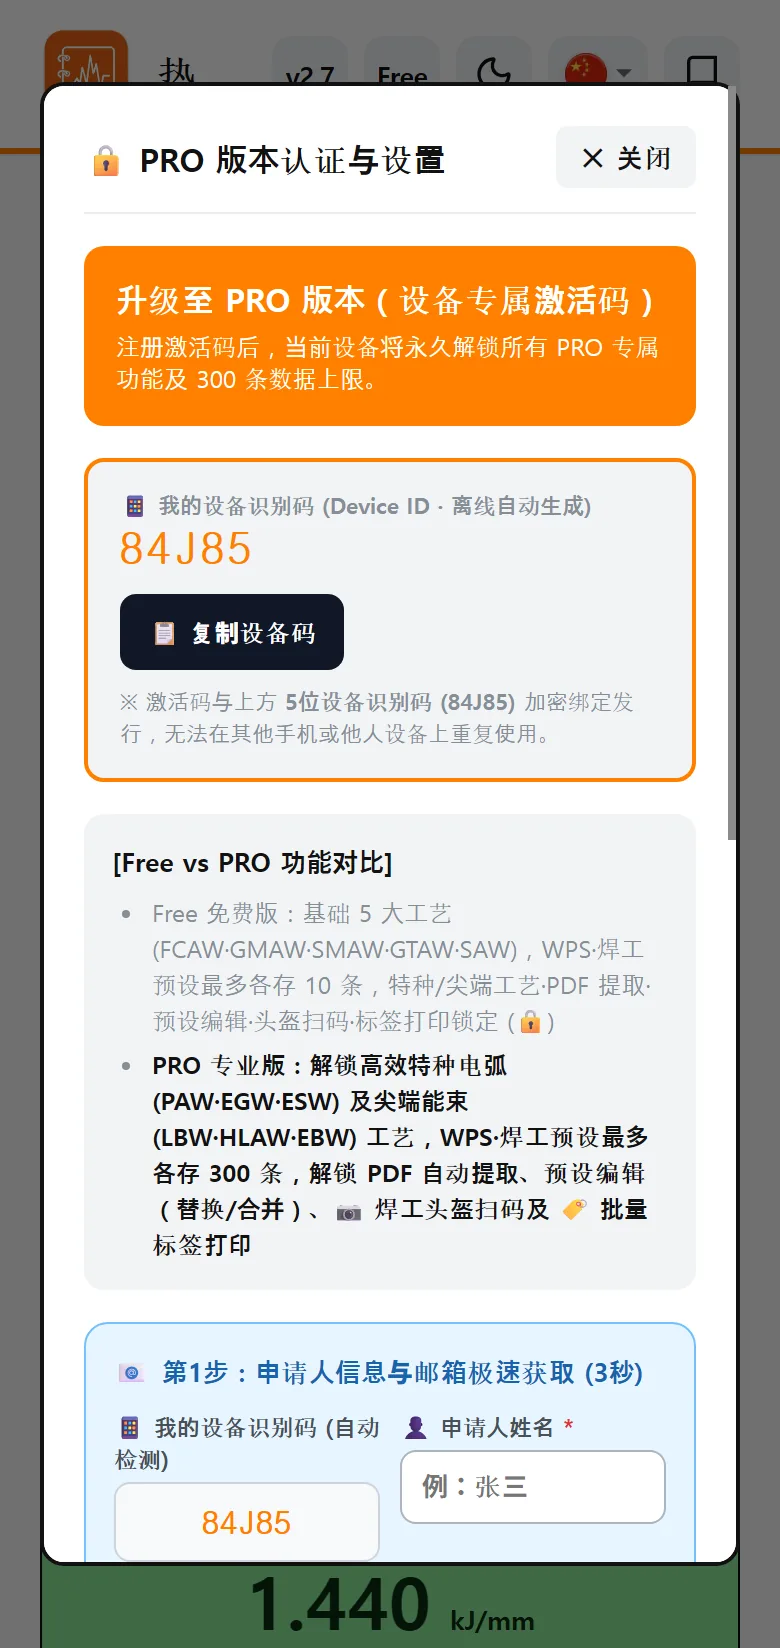 执
v2.7 Free
PRO 版本认证与设置
✕ 关闭
升级至 PRO 版本（设备专属激活码）
注册激活码后，当前设备将永久解锁所有 PRO 专属
功能及 300 条数据上限。
我的设备识别码 (Device ID · 离线自动生成)
84J85
复制设备码
※ 激活码与上方 5位设备识别码 (84J85) 加密绑定发
行，无法在其他手机或他人设备上重复使用。
[Free vs PRO 功能对比]
• Free 免费版：基础 5 大工艺
(FCAW·GMAW·SMAW·GTAW·SAW)，WPS·焊工
预设最多各存 10 条，特种/尖端工艺·PDF 提取·
预设编辑·头盔扫码·标签打印锁定 (🔒)
• PRO 专业版：解锁高效特种电弧
(PAW·EGW·ESW) 及尖端能束
(LBW·HLAW·EBW) 工艺，WPS·焊工预设最多
各存 300 条，解锁 PDF 自动提取、预设编辑
（替换/合并）、📷 焊工头盔扫码及 🏷️ 批量
标签打印
第1步：申请人信息与邮箱极速获取 (3秒)
我的设备识别码 (自动
检测)
84J85
申请人姓名 *
例：张三
1.440 kJ/mm